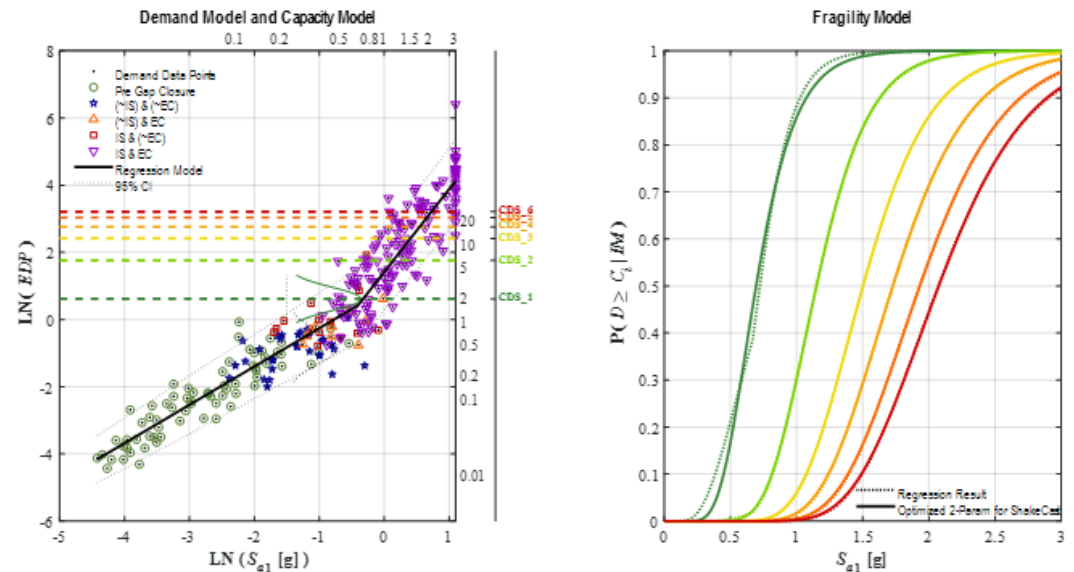 Demand Model and Capacity Model
0.1 0.2 0.5 0.8 1 1.5 2 3
8
6
4
2
0
-2
-4
-6
LN( EDP )
Demand Data Points
Pre Gap Closure
(~IS) & (~EC)
(~IS) & EC
IS & (~EC)
IS & EC
Regression Model
95% CI
20
10
5
2
1
0.5
0.2
0.1
0.01
CDS_6
CDS_5
CDS_4
CDS_3
CDS_2
CDS_1
-5 -4 -3 -2 -1 0 1
LN ( Sa1 [g] )
Fragility Model
1
0.9
0.8
0.7
0.6
0.5
0.4
0.3
0.2
0.1
0
P( D ≥ Ci | IM )
Regression Result
Optimized 2-Param for ShakeCast
0 0.5 1 1.5 2 2.5 3
Sa1 [g]